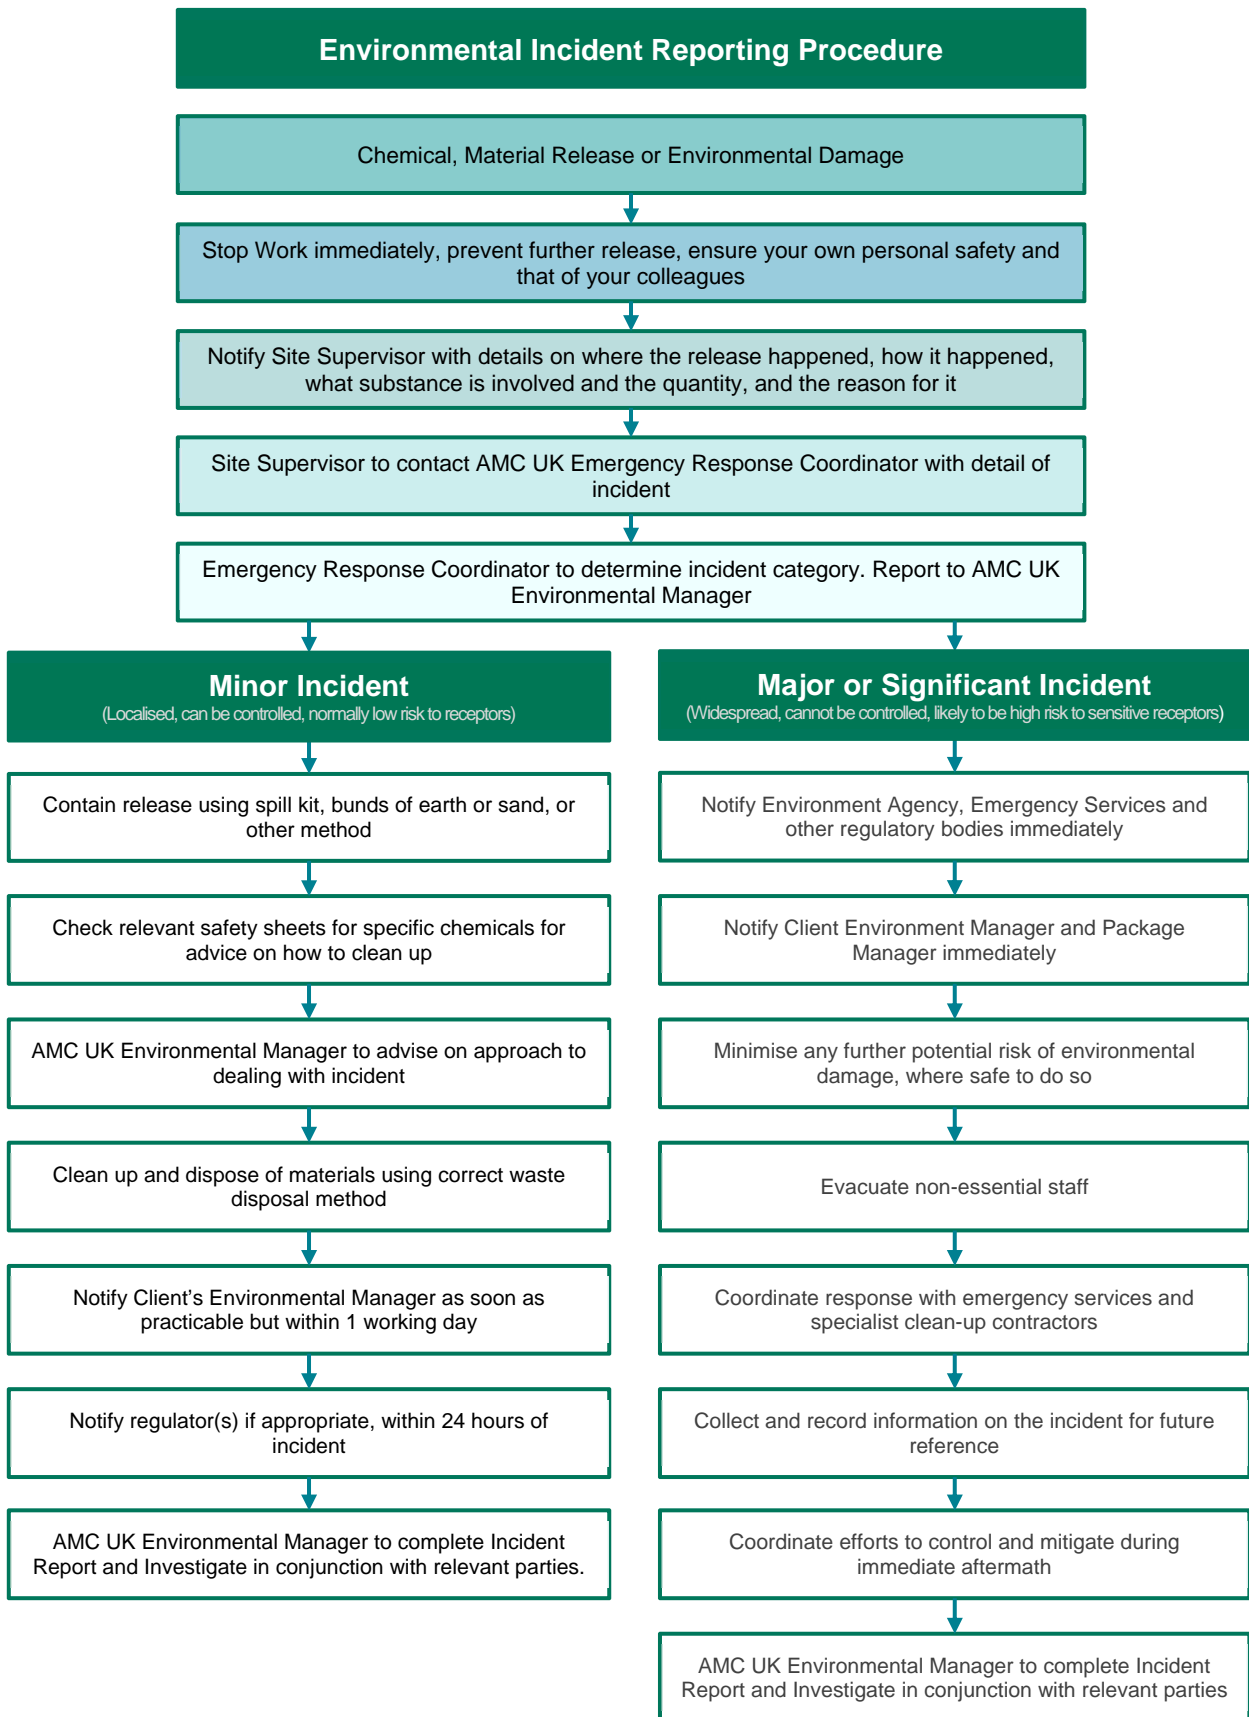 Environmental Incident Reporting Procedure
Chemical, Material Release or Environmental Damage
Stop Work immediately, prevent further release, ensure your own personal safety and
that of your colleagues
Notify Site Supervisor with details on where the release happened, how it happened,
what substance is involved and the quantity, and the reason for it
Site Supervisor to contact AMC UK Emergency Response Coordinator with detail of
incident
Emergency Response Coordinator to determine incident category. Report to AMC UK
Environmental Manager
Minor Incident
(Localised, can be controlled, normally low risk to receptors)
Contain release using spill kit, bunds of earth or sand, or
other method
Check relevant safety sheets for specific chemicals for
advice on how to clean up
AMC UK Environmental Manager to advise on approach to
dealing with incident
Clean up and dispose of materials using correct waste
disposal method
Notify Client's Environmental Manager as soon as
practicable but within 1 working day
Notify regulator(s) if appropriate, within 24 hours of
incident
AMC UK Environmental Manager to complete Incident
Report and Investigate in conjunction with relevant parties.
Major or Significant Incident
(Widespread, cannot be controlled, likely to be high risk to sensitive receptors)
Notify Environment Agency, Emergency Services and
other regulatory bodies immediately
Notify Client Environment Manager and Package
Manager immediately
Minimise any further potential risk of environmental
damage, where safe to do so
Evacuate non-essential staff
Coordinate response with emergency services and
specialist clean-up contractors
Collect and record information on the incident for future
reference
Coordinate efforts to control and mitigate during
immediate aftermath
AMC UK Environmental Manager to complete Incident
Report and Investigate in conjunction with relevant parties